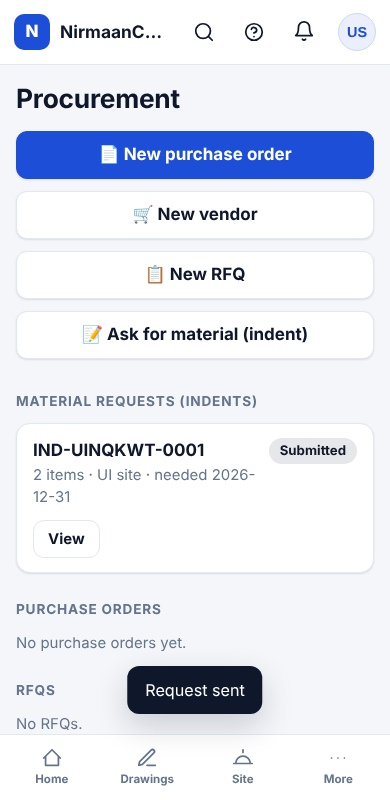 N NirmaanC... US
Procurement
New purchase order
New vendor
New RFQ
Ask for material (indent)
MATERIAL REQUESTS (INDENTS)
IND-UINQKWT-0001 Submitted
2 items · UI site · needed 2026-
12-31
View
PURCHASE ORDERS
No purchase orders yet.
RFQS
Request sent
No RFQs.
Home Drawings Site More